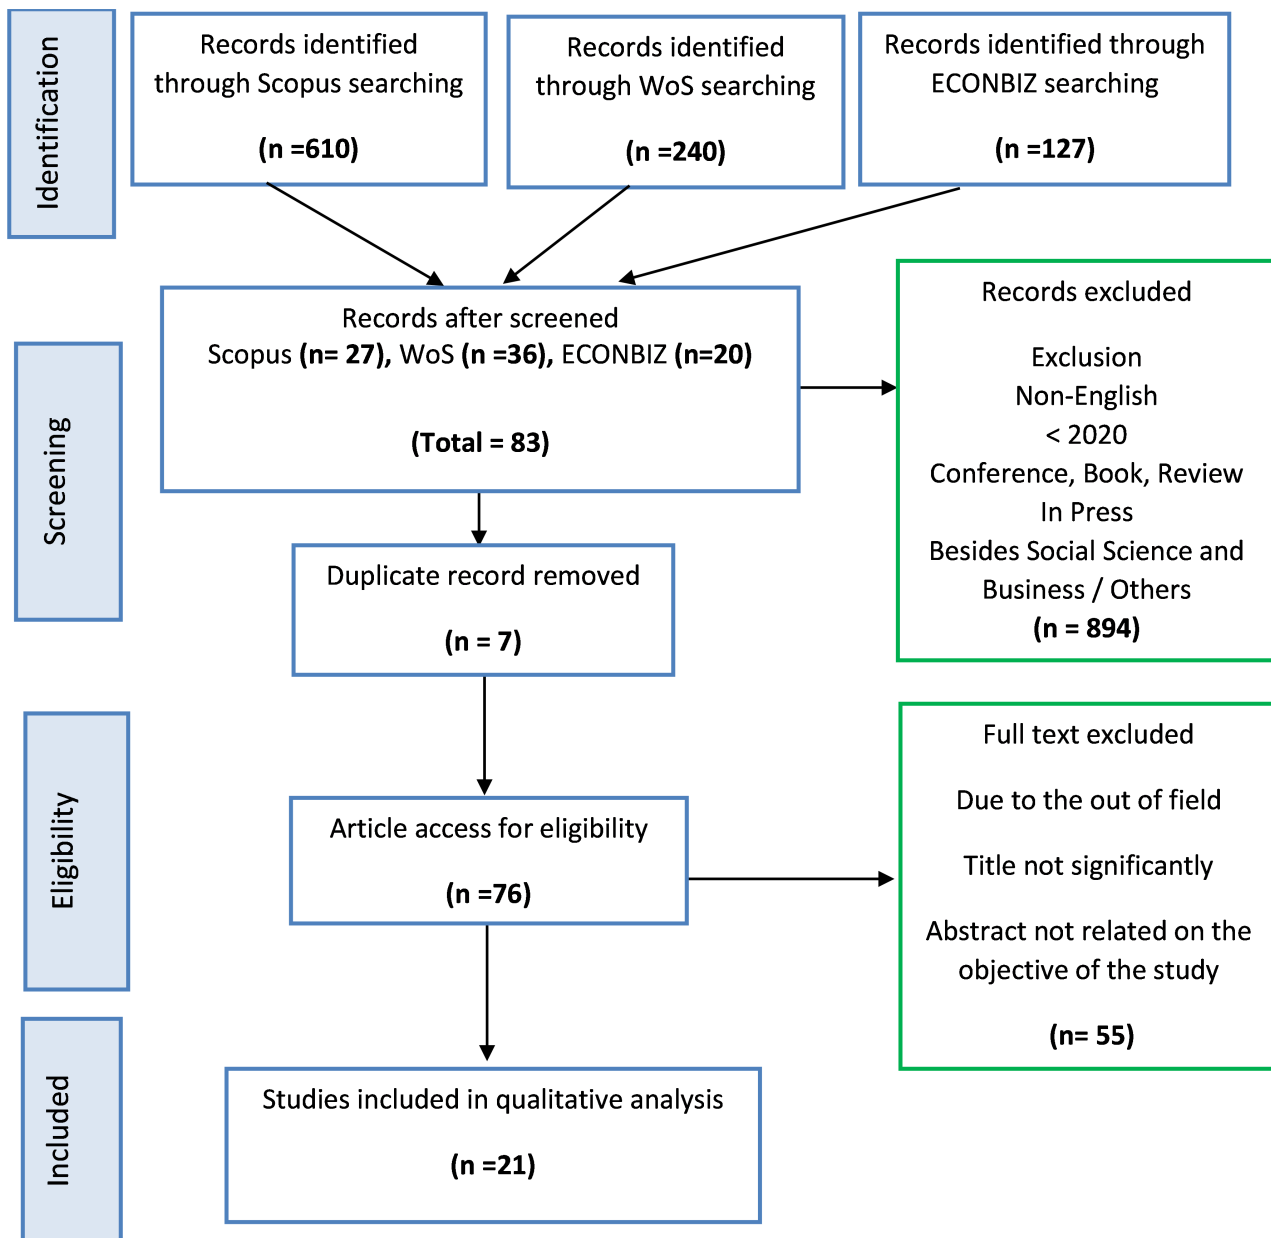 Identification
Records identified
through Scopus searching
(n =610)
Records identified
through WoS searching
(n =240)
Records identified through
ECONBIZ searching
(n =127)
Screening
Records after screened
Scopus (n= 27), WoS (n =36), ECONBIZ (n=20)
(Total = 83)
Records excluded
Exclusion
Non-English
< 2020
Conference, Book, Review
In Press
Besides Social Science and
Business / Others
(n = 894)
Duplicate record removed
(n = 7)
Eligibility
Article access for eligibility
(n =76)
Full text excluded
Due to the out of field
Title not significantly
Abstract not related on the
objective of the study
(n= 55)
Included
Studies included in qualitative analysis
(n =21)